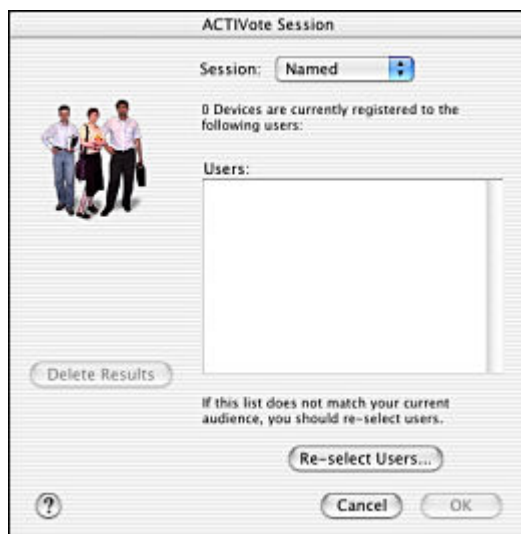 ACTIVote Session
Session: Named
0 Devices are currently registered to the
following users:
Users:
Delete Results
If this list does not match your current
audience, you should re-select users.
Re-select Users...
? Cancel OK